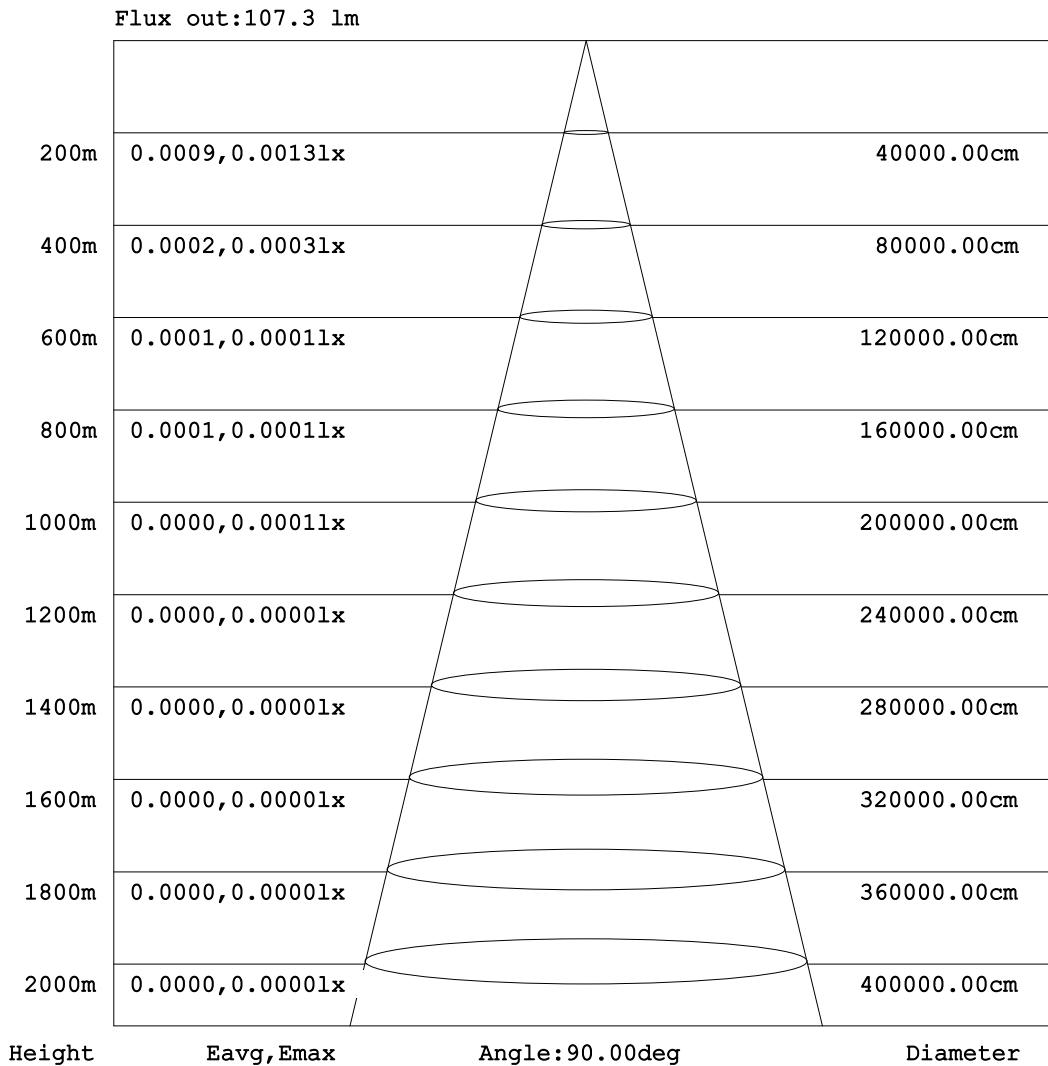 Flux out:107.3 lm
200m 0.0009,0.0013lx 40000.00cm
400m 0.0002,0.0003lx 80000.00cm
600m 0.0001,0.0001lx 120000.00cm
800m 0.0001,0.0001lx 160000.00cm
1000m 0.0000,0.0001lx 200000.00cm
1200m 0.0000,0.0000lx 240000.00cm
1400m 0.0000,0.0000lx 280000.00cm
1600m 0.0000,0.0000lx 320000.00cm
1800m 0.0000,0.0000lx 360000.00cm
2000m 0.0000,0.0000lx 400000.00cm
Height Eavg,Emax Angle:90.00deg Diameter